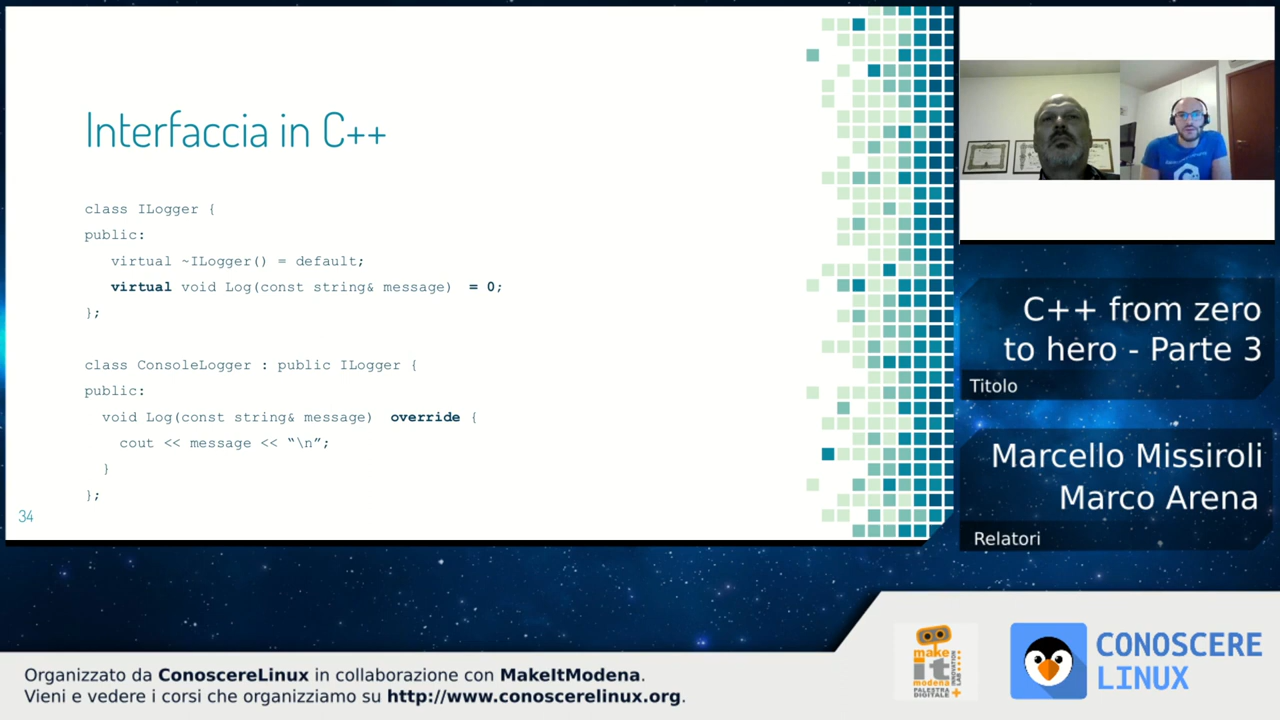 Interfaccia in C++
class ILogger {
public:
virtual ~ILogger() = default;
virtual void Log(const string& message) = 0;
};
class ConsoleLogger : public ILogger {
public:
void Log(const string& message) override {
cout << message << “\n”;
}
};
34
C++ from zero
to hero - Parte 3
Titolo
Marcello Missiroli
Marco Arena
Relatori
make
it
modena
PALESTRA
DIGITALE
CONOSCERE
LINUX
Organizzato da ConoscereLinux in collaborazione con MakeItModena.
Vieni e vedere i corsi che organizziamo su http://www.conoscerelinux.org.